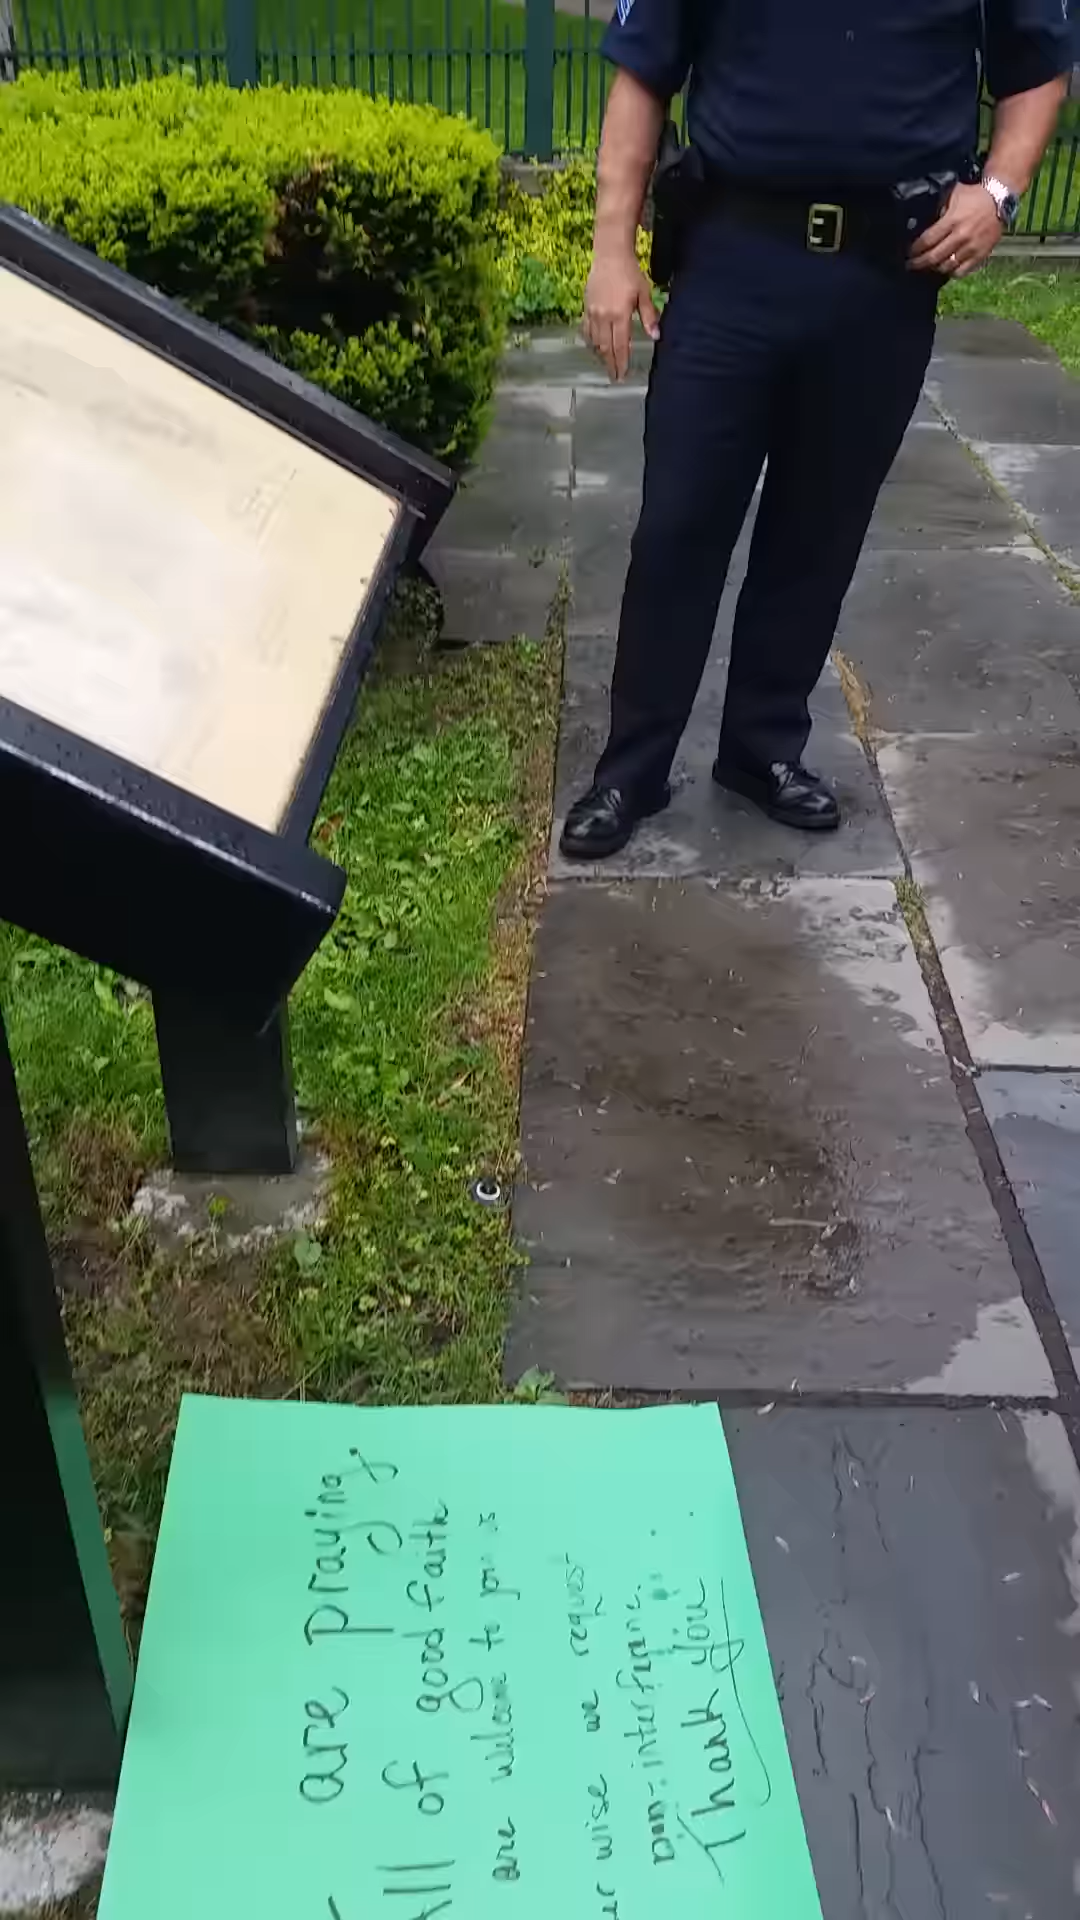 are praying.
All of good faith
are welcome to join us
wise we request
non-interference.
Thank you